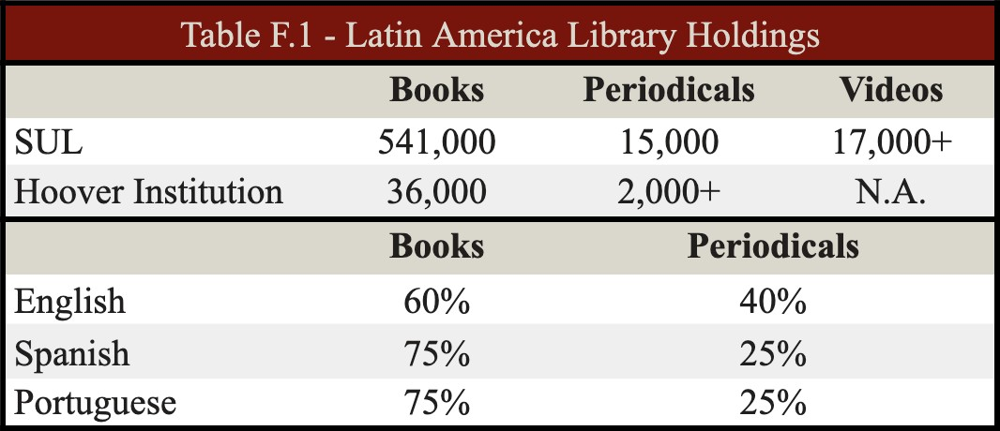 Table F.1 - Latin America Library Holdings
Books Periodicals Videos
SUL 541,000 15,000 17,000+
Hoover Institution 36,000 2,000+ N.A.
Books Periodicals
English 60% 40%
Spanish 75% 25%
Portuguese 75% 25%